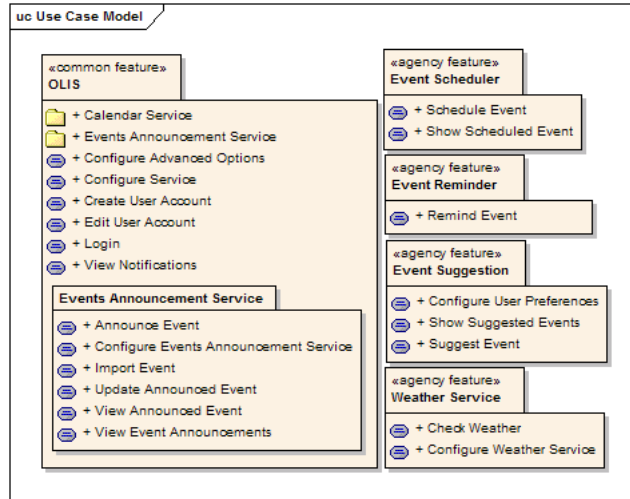 uc Use Case Model
«common feature»
OLIS
+ Calendar Service
+ Events Announcement Service
+ Configure Advanced Options
+ Configure Service
+ Create User Account
+ Edit User Account
+ Login
+ View Notifications
Events Announcement Service
+ Announce Event
+ Configure Events Announcement Service
+ Import Event
+ Update Announced Event
+ View Announced Event
+ View Event Announcements
«agency feature»
Event Scheduler
+ Schedule Event
+ Show Scheduled Event
«agency feature»
Event Reminder
+ Remind Event
«agency feature»
Event Suggestion
+ Configure User Preferences
+ Show Suggested Events
+ Suggest Event
«agency feature»
Weather Service
+ Check Weather
+ Configure Weather Service